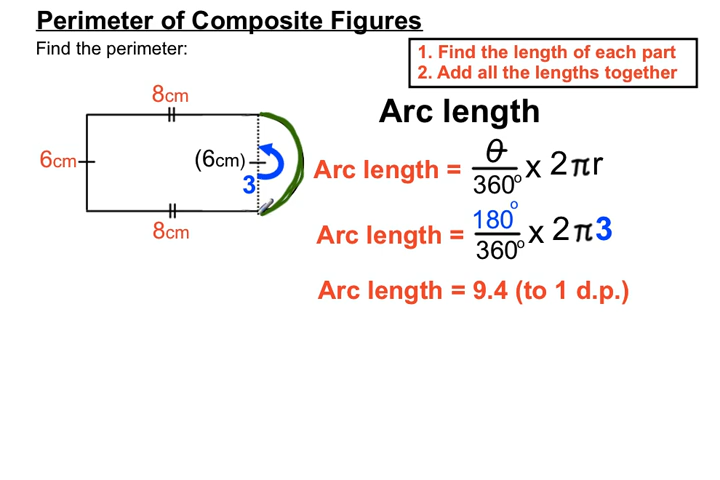 Perimeter of Composite Figures
Find the perimeter:
1. Find the length of each part
2. Add all the lengths together
8cm
Arc length
6cm
(6cm)
3
Arc length = θ/360° x 2πr
8cm
Arc length = 180°/360° x 2π3
Arc length = 9.4 (to 1 d.p.)